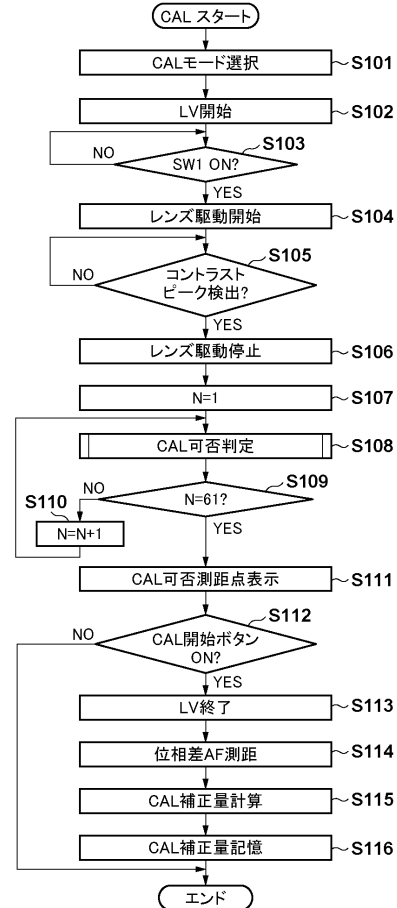 CAL スタート
CALモード選択 S101
LV開始 S102
S103
NO SW1 ON?
YES
レンズ駆動開始 S104
S105
NO コントラスト
ピーク検出?
YES
レンズ駆動停止 S106
N=1 S107
CAL可否判定 S108
S109
S110 NO N=61?
N=N+1 YES
CAL可否測距点表示 S111
S112
NO CAL開始ボタン
ON?
YES
LV終了 S113
位相差AF測距 S114
CAL補正量計算 S115
CAL補正量記憶 S116
エンド